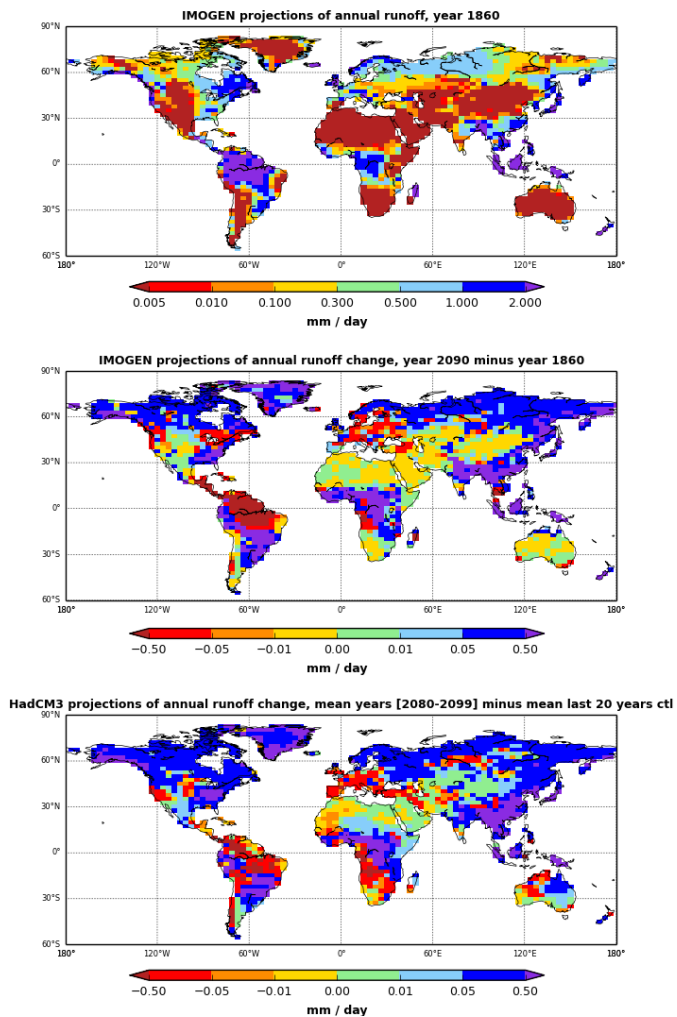 IMOGEN projections of annual runoff, year 1860
90°N
60°N
30°N
0°
30°S
60°S
180° 120°W 60°W 0° 60°E 120°E 180°
0.005 0.010 0.100 0.300 0.500 1.000 2.000
mm / day
IMOGEN projections of annual runoff change, year 2090 minus year 1860
90°N
60°N
30°N
0°
30°S
60°S
180° 120°W 60°W 0° 60°E 120°E 180°
−0.50 −0.05 −0.01 0.00 0.01 0.05 0.50
mm / day
HadCM3 projections of annual runoff change, mean years [2080-2099] minus mean last 20 years ctl
90°N
60°N
30°N
0°
30°S
60°S
180° 120°W 60°W 0° 60°E 120°E 180°
−0.50 −0.05 −0.01 0.00 0.01 0.05 0.50
mm / day